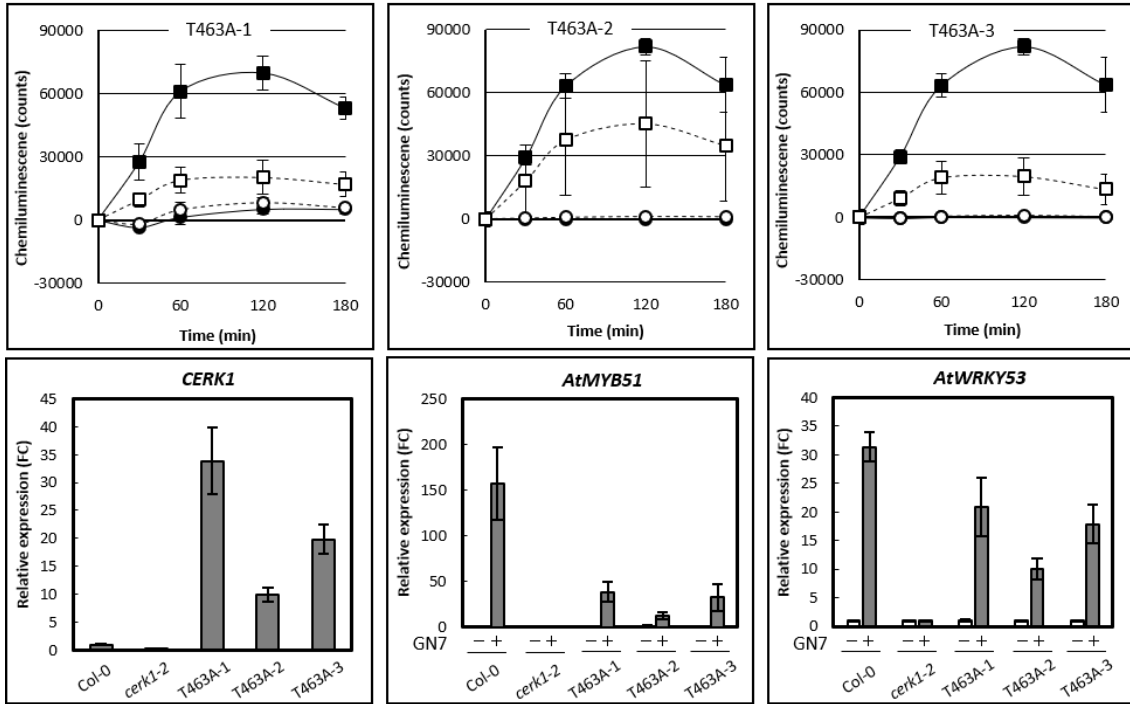 T463A-1
90000
60000
30000
0
-30000
Chemiluminescene (counts)
0 60 120 180
Time (min)
T463A-2
90000
60000
30000
0
-30000
Chemiluminescene (counts)
0 60 120 180
Time (min)
T463A-3
90000
60000
30000
0
-30000
Chemiluminescene (counts)
0 60 120 180
Time (min)
CERK1
45
40
35
30
25
20
15
10
5
0
Relative expression (FC)
Col-0 cerk1-2 T463A-1 T463A-2 T463A-3
AtMYB51
250
200
150
100
50
0
Relative expression (FC)
GN7 − + − + − + − + − +
Col-0 cerk1-2 T463A-1 T463A-2 T463A-3
AtWRKY53
40
35
30
25
20
15
10
5
0
Relative expression (FC)
GN7 − + − + − + − + − +
Col-0 cerk1-2 T463A-1 T463A-2 T463A-3